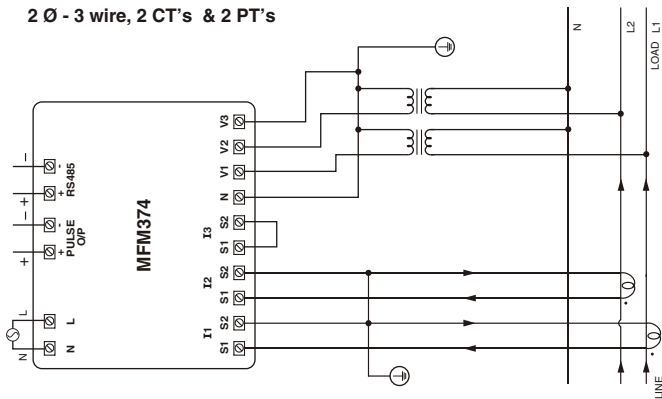 2 Ø - 3 wire, 2 CT's & 2 PT's
N
L2
LOAD L1
V3
V2
V1
N
S2
I3
S1
S2
I2
S1
S2
I1
S1
MFM374
- -
+ + RS485
- -
+ + PULSE O/P
L L
N N
LINE